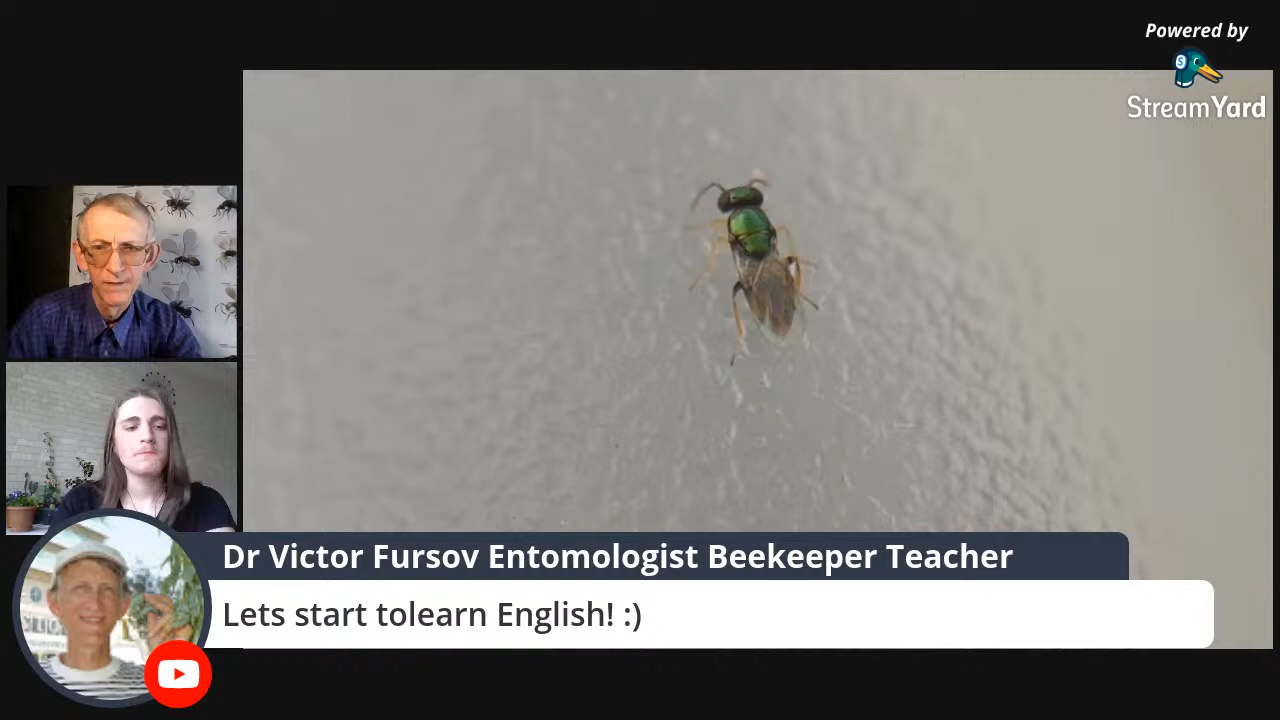 Powered by
StreamYard
Dr Victor Fursov Entomologist Beekeeper Teacher
Lets start tolearn English! :)